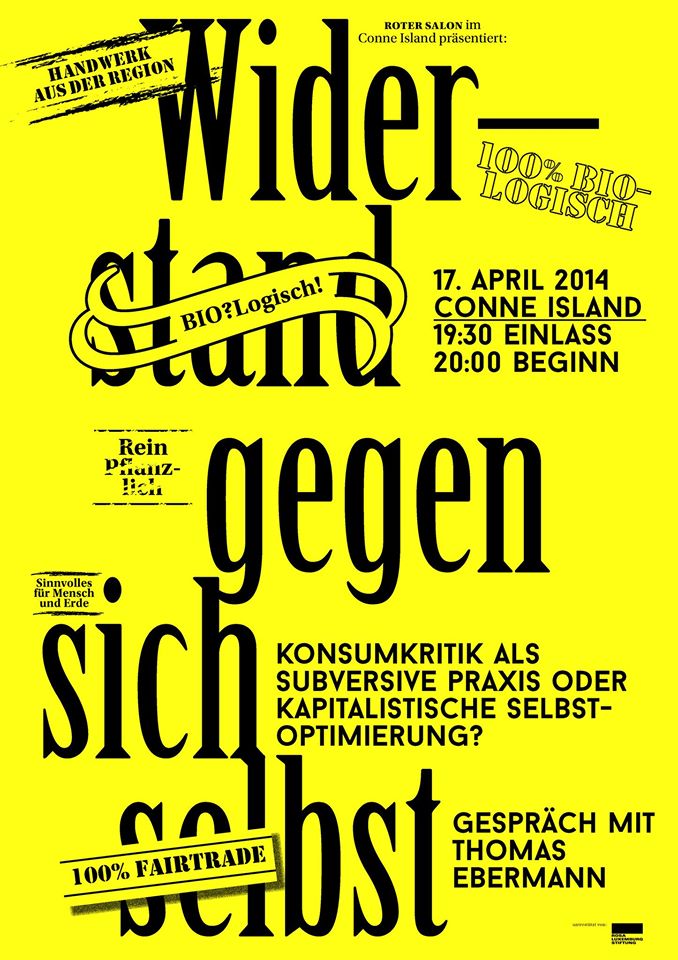 ROTER SALON im
Conne Island präsentiert:
HANDWERK
AUS DER REGION
Wider—
100% BIO-
LOGISCH
stand
BIO?Logisch!
17. APRIL 2014
CONNE ISLAND
19:30 EINLASS
20:00 BEGINN
Rein
Pflanz-
lich
gegen
Sinnvolles
für Mensch
und Erde
sich
KONSUMKRITIK ALS
SUBVERSIVE PRAXIS ODER
KAPITALISTISCHE SELBST-
OPTIMIERUNG?
selbst
100% FAIRTRADE
GESPRÄCH MIT
THOMAS
EBERMANN
ROSA
LUXEMBURG
STIFTUNG